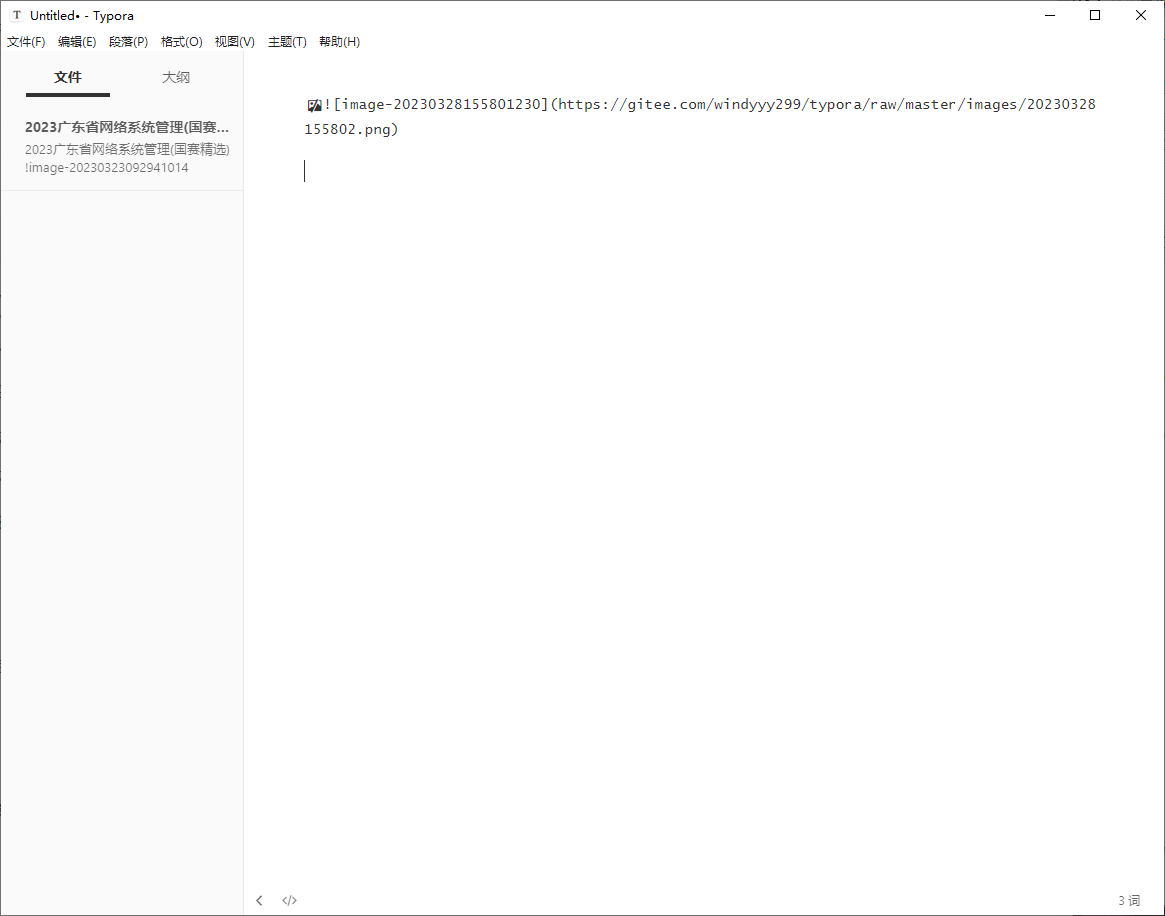 Untitled• - Typora
文件(F) 编辑(E) 段落(P) 格式(O) 视图(V) 主题(T) 帮助(H)
文件 大纲
2023广东省网络系统管理(国赛...
2023广东省网络系统管理(国赛精选)
!image-20230323092941014
![image-20230328155801230](https://gitee.com/windyyy299/typora/raw/master/images/20230328
155802.png)
3 词